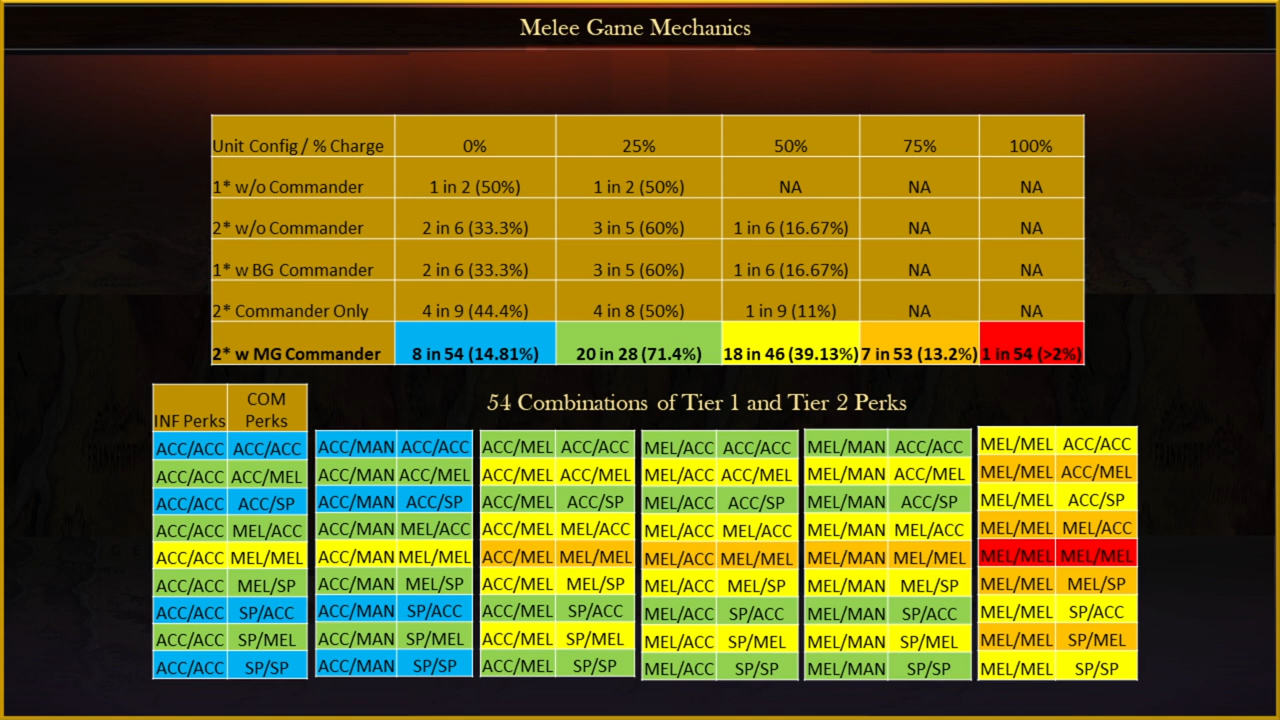 Melee Game Mechanics
Unit Config / % Charge 0% 25% 50% 75% 100%
1* w/o Commander 1 in 2 (50%) 1 in 2 (50%) NA NA NA
2* w/o Commander 2 in 6 (33.3%) 3 in 5 (60%) 1 in 6 (16.67%) NA NA
1* w BG Commander 2 in 6 (33.3%) 3 in 5 (60%) 1 in 6 (16.67%) NA NA
2* Commander Only 4 in 9 (44.4%) 4 in 8 (50%) 1 in 9 (11%) NA NA
2* w MG Commander 8 in 54 (14.81%) 20 in 28 (71.4%) 18 in 46 (39.13%) 7 in 53 (13.2%) 1 in 54 (>2%)
54 Combinations of Tier 1 and Tier 2 Perks
INF Perks COM Perks
ACC/ACC ACC/ACC ACC/MAN ACC/ACC ACC/MEL ACC/ACC MEL/ACC ACC/ACC MEL/MAN ACC/ACC MEL/MEL ACC/ACC
ACC/ACC ACC/MEL ACC/MAN ACC/MEL ACC/MEL ACC/MEL MEL/ACC ACC/MEL MEL/MAN ACC/MEL MEL/MEL ACC/MEL
ACC/ACC ACC/SP ACC/MAN ACC/SP ACC/MEL ACC/SP MEL/ACC ACC/SP MEL/MAN ACC/SP MEL/MEL ACC/SP
ACC/ACC MEL/ACC ACC/MAN MEL/ACC ACC/MEL MEL/ACC MEL/ACC MEL/ACC MEL/MAN MEL/ACC MEL/MEL MEL/ACC
ACC/ACC MEL/MEL ACC/MAN MEL/MEL ACC/MEL MEL/MEL MEL/ACC MEL/MEL MEL/MAN MEL/MEL MEL/MEL MEL/MEL
ACC/ACC MEL/SP ACC/MAN MEL/SP ACC/MEL MEL/SP MEL/ACC MEL/SP MEL/MAN MEL/SP MEL/MEL MEL/SP
ACC/ACC SP/ACC ACC/MAN SP/ACC ACC/MEL SP/ACC MEL/ACC SP/ACC MEL/MAN SP/ACC MEL/MEL SP/ACC
ACC/ACC SP/MEL ACC/MAN SP/MEL ACC/MEL SP/MEL MEL/ACC SP/MEL MEL/MAN SP/MEL MEL/MEL SP/MEL
ACC/ACC SP/SP ACC/MAN SP/SP ACC/MEL SP/SP MEL/ACC SP/SP MEL/MAN SP/SP MEL/MEL SP/SP